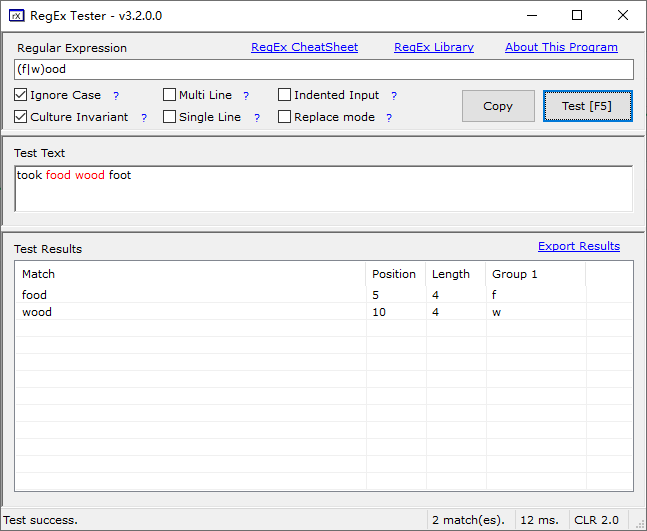 rX RegEx Tester - v3.2.0.0
Regular Expression RegEx CheatSheet RegEx Library About This Program
(f|w)ood
Ignore Case ? Multi Line ? Indented Input ?
Culture Invariant ? Single Line ? Replace mode ?
Copy Test [F5]
Test Text
took food wood foot
Test Results Export Results
Match Position Length Group 1
food 5 4 f
wood 10 4 w
Test success. 2 match(es). 12 ms. CLR 2.0